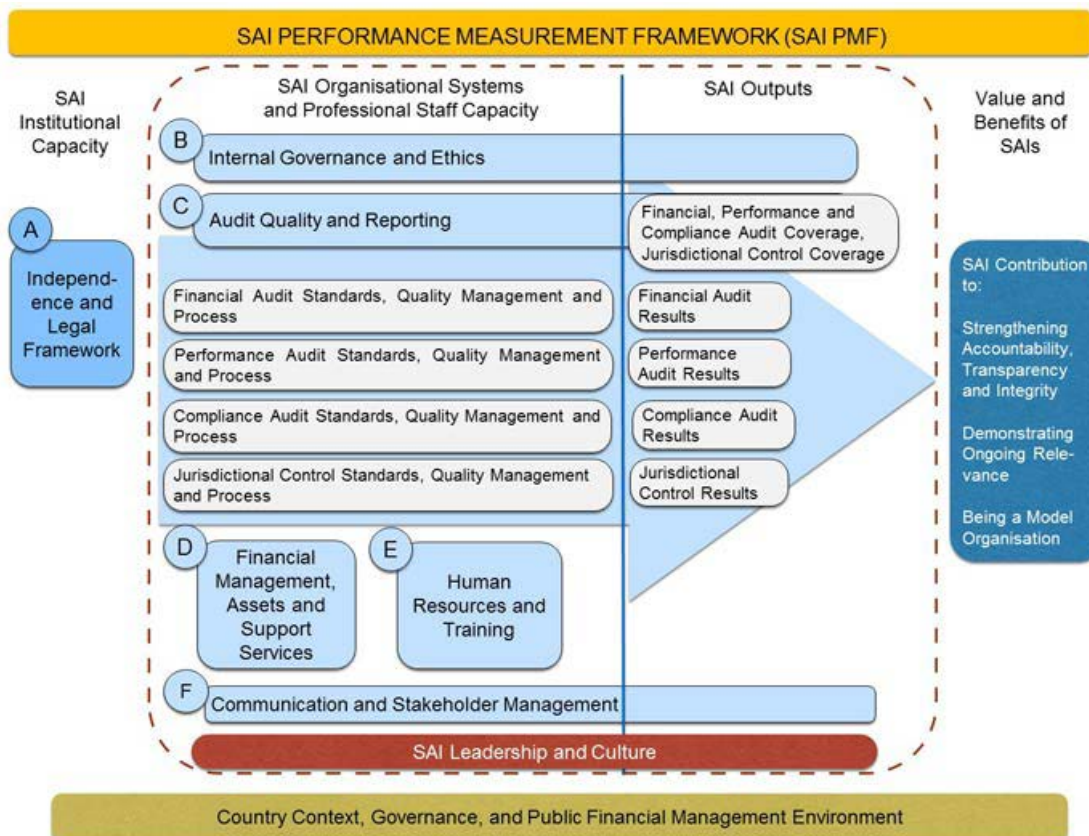 SAI PERFORMANCE MEASUREMENT FRAMEWORK (SAI PMF)
SAI
Institutional
Capacity
SAI Organisational Systems
and Professional Staff Capacity
SAI Outputs
Value and
Benefits of
SAIs
A
Independ-
ence and
Legal
Framework
B
Internal Governance and Ethics
C
Audit Quality and Reporting
Financial, Performance and
Compliance Audit Coverage,
Jurisdictional Control Coverage
Financial Audit Standards, Quality Management and
Process
Financial Audit
Results
Performance Audit Standards, Quality Management
and Process
Performance
Audit Results
Compliance Audit Standards, Quality Management and
Process
Compliance Audit
Results
Jurisdictional Control Standards, Quality Management
and Process
Jurisdictional
Control Results
D
Financial
Management,
Assets and
Support
Services
E
Human
Resources and
Training
F
Communication and Stakeholder Management
SAI Leadership and Culture
SAI Contribution
to:
Strengthening
Accountability,
Transparency
and Integrity
Demonstrating
Ongoing Rele-
vance
Being a Model
Organisation
Country Context, Governance, and Public Financial Management Environment